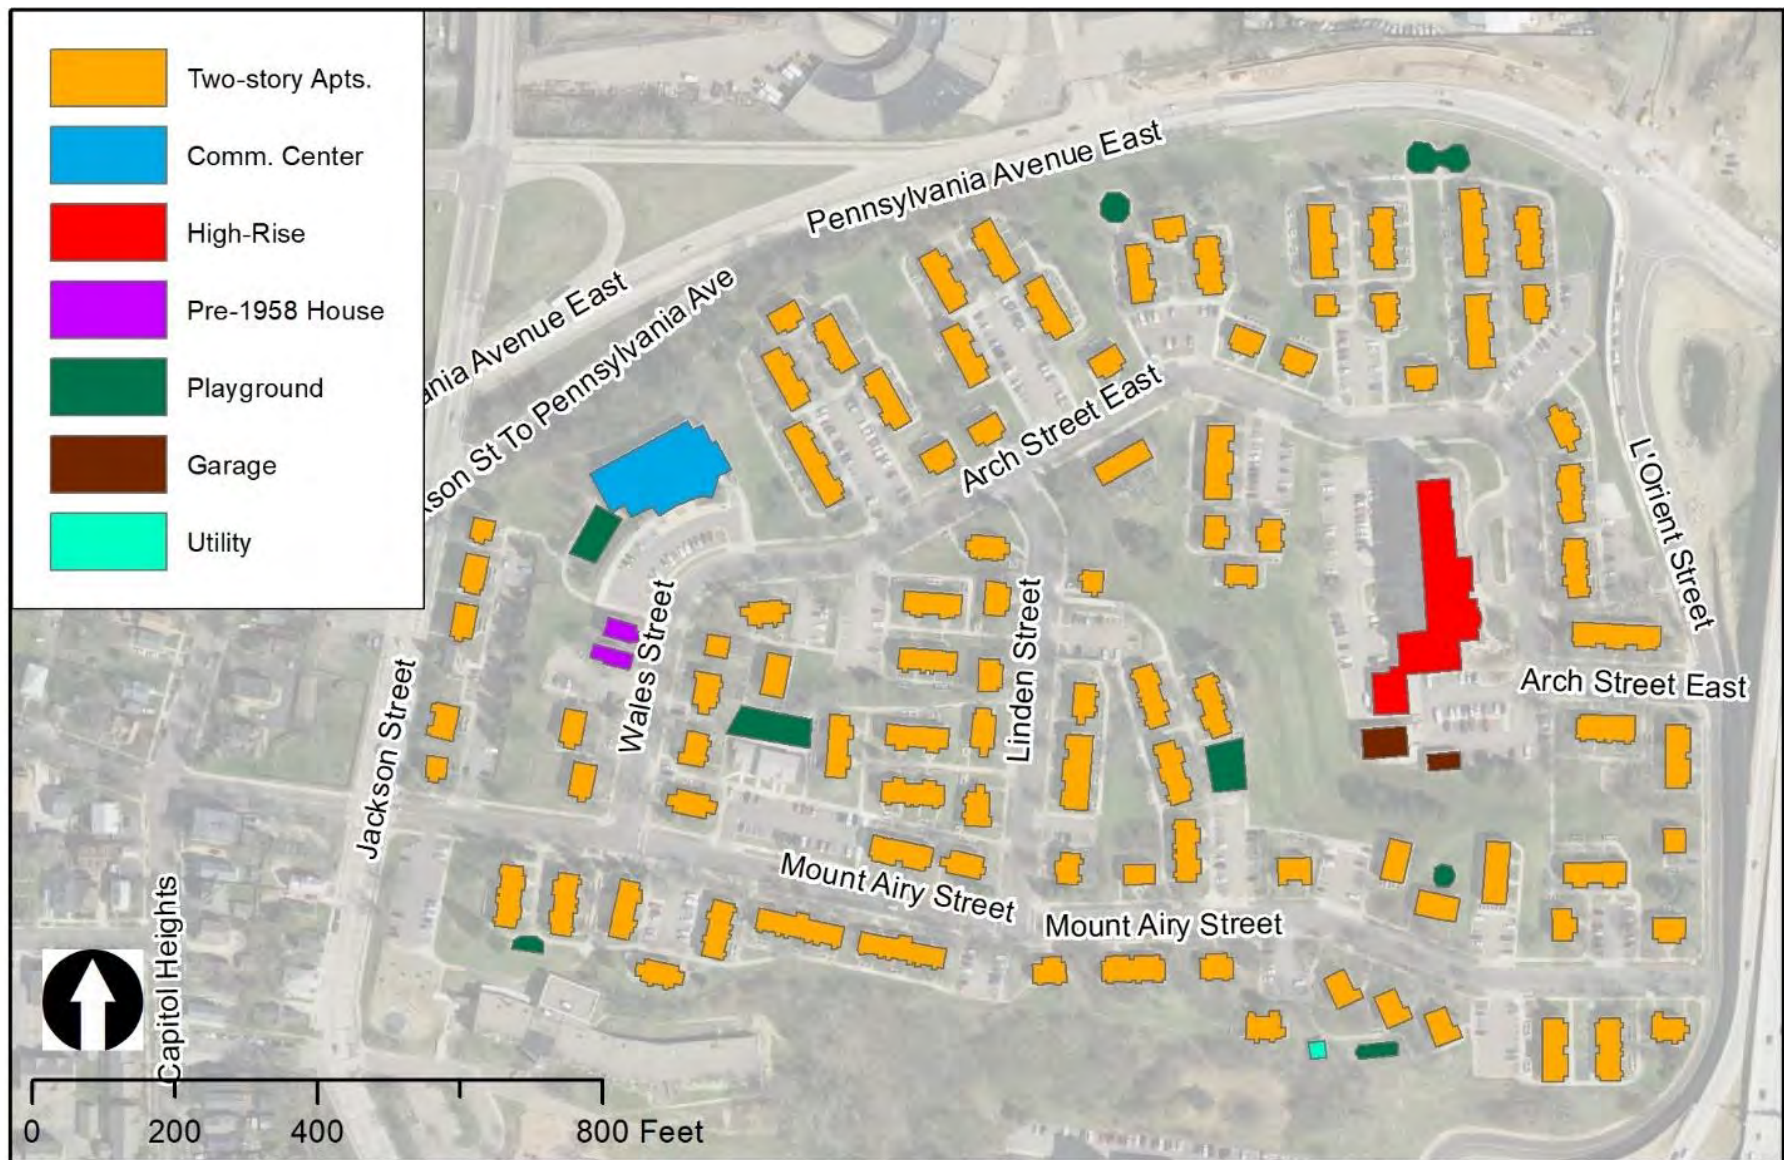 Two-story Apts.
Comm. Center
High-Rise
Pre-1958 House
Playground
Garage
Utility
Pennsylvania Avenue East
ania Avenue East
son St To Pennsylvania Ave
Arch Street East
L'Orient Street
Arch Street East
Wales Street
Linden Street
Jackson Street
Mount Airy Street
Mount Airy Street
Capitol Heights
0 200 400 800 Feet